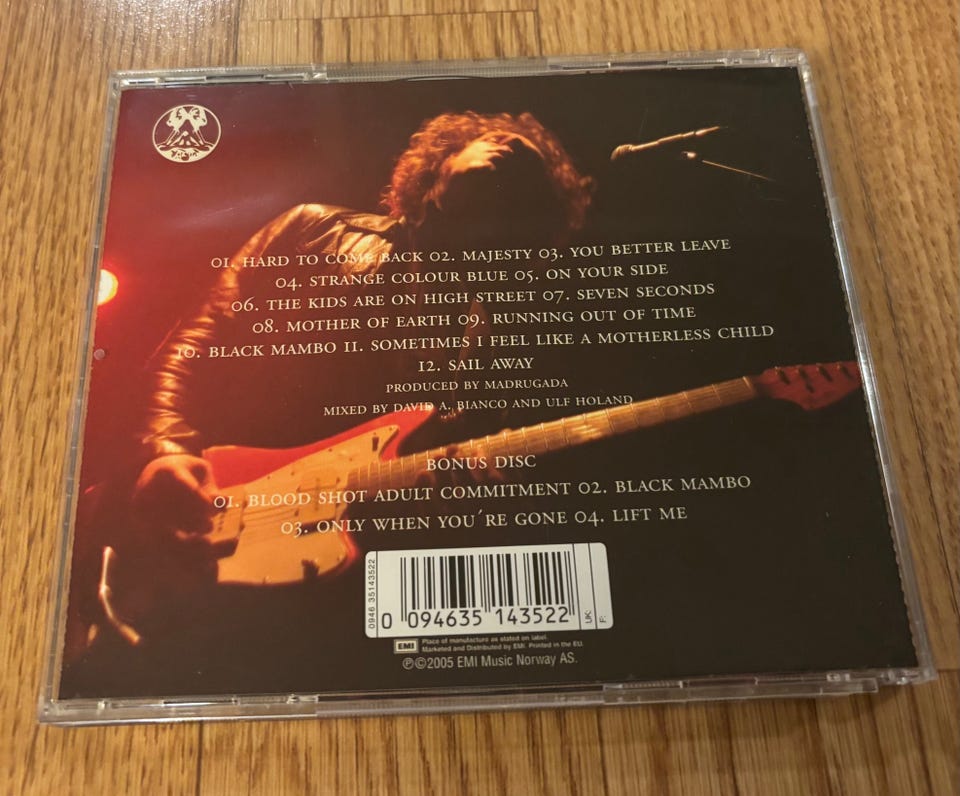 01. HARD TO COME BACK 02. MAJESTY 03. YOU BETTER LEAVE
04. STRANGE COLOUR BLUE 05. ON YOUR SIDE
06. THE KIDS ARE ON HIGH STREET 07. SEVEN SECONDS
08. MOTHER OF EARTH 09. RUNNING OUT OF TIME
10. BLACK MAMBO 11. SOMETIMES I FEEL LIKE A MOTHERLESS CHILD
12. SAIL AWAY
PRODUCED BY MADRUGADA
MIXED BY DAVID A. BIANCO AND ULF HOLAND
BONUS DISC
01. BLOOD SHOT ADULT COMMITMENT 02. BLACK MAMBO
03. ONLY WHEN YOU´RE GONE 04. LIFT ME
0946 35143522
0 094635 143522
UK:
F:
EMI
Place of manufacture as stated on label.
Marketed and Distributed by EMI. Printed in the EU.
℗©2005 EMI Music Norway AS.